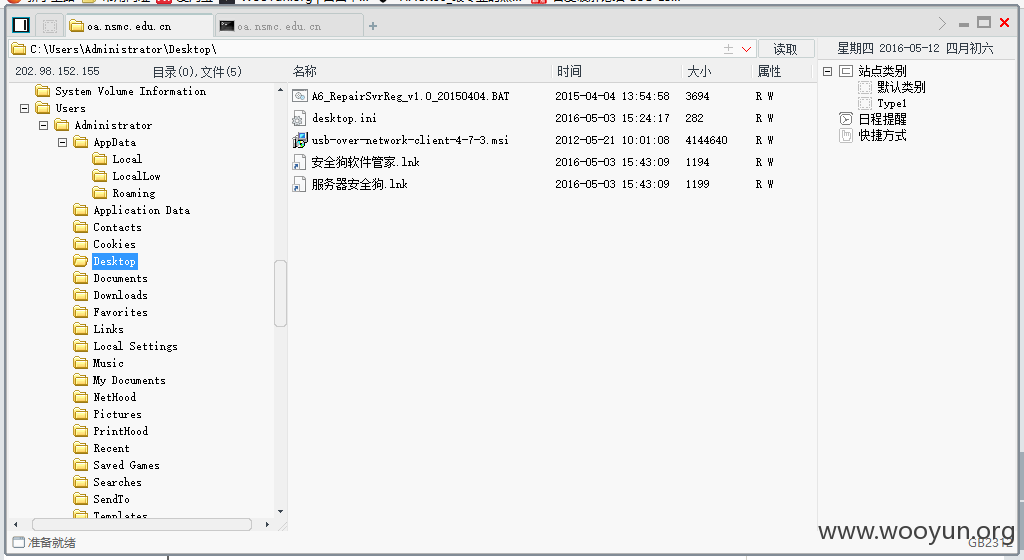 oa.nsmc.edu.cn
oa.nsmc.edu.cn
C:\Users\Administrator\Desktop\
读取
星期四 2016-05-12 四月初六
202.98.152.155
目录(0),文件(5)
名称 时间 大小 属性
System Volume Information
Users
Administrator
AppData
Local
LocalLow
Roaming
Application Data
Contacts
Cookies
Desktop
Documents
Downloads
Favorites
Links
Local Settings
Music
My Documents
NetHood
Pictures
PrintHood
Recent
Saved Games
Searches
SendTo
Templates
A6_RepairSvrReg_v1.0_20150404.BAT 2015-04-04 13:54:58 3694 R W
desktop.ini 2016-05-03 15:24:17 282 R W
usb-over-network-client-4-7-3.msi 2012-05-21 10:01:08 4144640 R W
安全狗软件管家.lnk 2016-05-03 15:43:09 1194 R W
服务器安全狗.lnk 2016-05-03 15:43:09 1199 R W
站点类别
默认类别
Type1
日程提醒
快捷方式
准备就绪
www.wooyun.org
GB2312